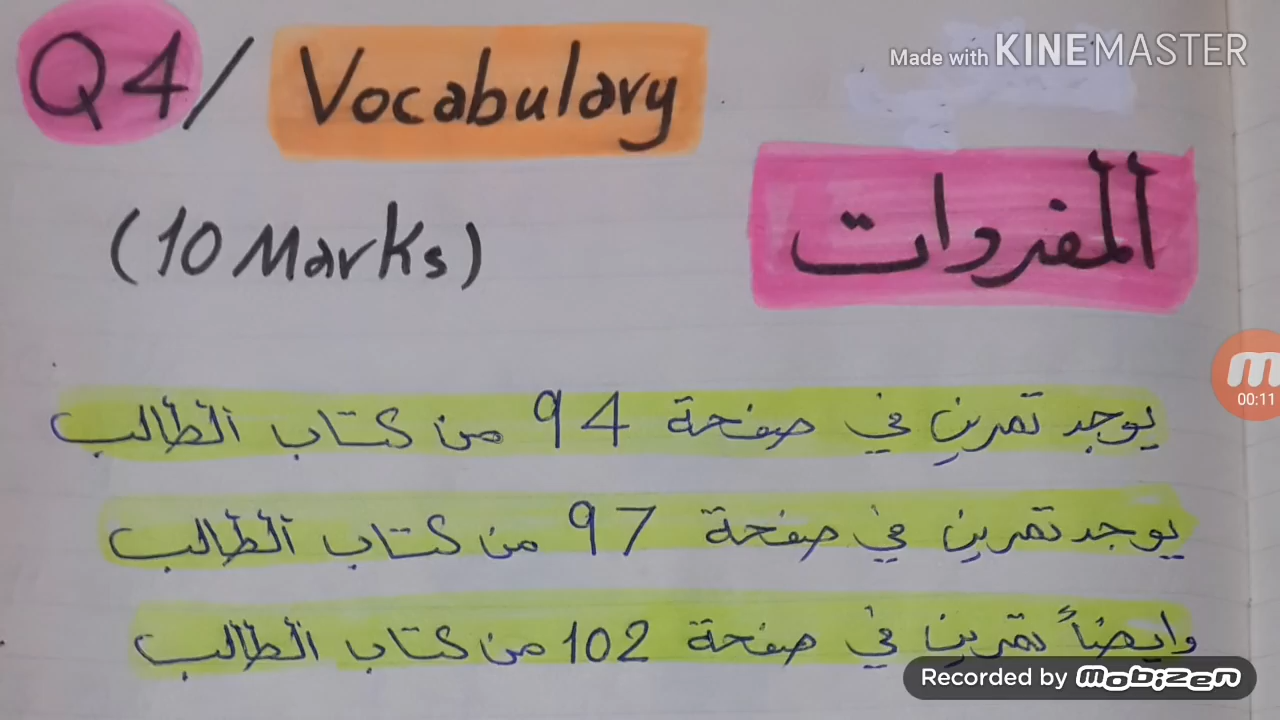 Q4/ Vocabulary
Made with KINEMASTER
المفردات
(10 Marks)
00:11
يوجد تمرين في صفحة 94 من كتاب الطالب
يوجد تمرين في صفحة 97 من كتاب الطالب
وايضاً تمرين في صفحة 102 من كتاب الطالب
Recorded by mobizen